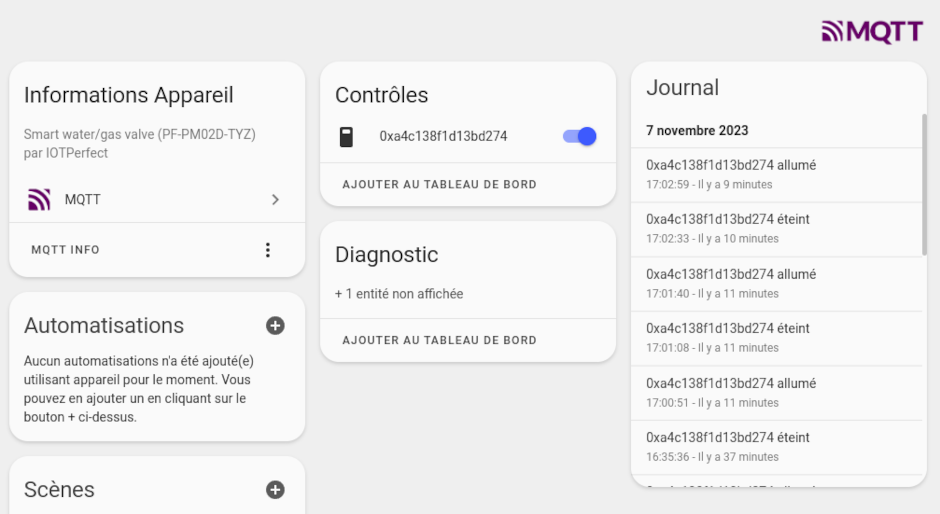 MQTT
Informations Appareil
Smart water/gas valve (PF-PM02D-TYZ)
par IOTPerfect
MQTT
MQTT INFO
Automatisations
Aucun automatisations n'a été ajouté(e)
utilisant appareil pour le moment. Vous
pouvez en ajouter un en cliquant sur le
bouton + ci-dessus.
Scènes
Contrôles
0xa4c138f1d13bd274
AJOUTER AU TABLEAU DE BORD
Diagnostic
+ 1 entité non affichée
AJOUTER AU TABLEAU DE BORD
Journal
7 novembre 2023
0xa4c138f1d13bd274 allumé
17:02:59 - Il y a 9 minutes
0xa4c138f1d13bd274 éteint
17:02:33 - Il y a 10 minutes
0xa4c138f1d13bd274 allumé
17:01:40 - Il y a 11 minutes
0xa4c138f1d13bd274 éteint
17:01:08 - Il y a 11 minutes
0xa4c138f1d13bd274 allumé
17:00:51 - Il y a 11 minutes
0xa4c138f1d13bd274 éteint
16:35:36 - Il y a 37 minutes